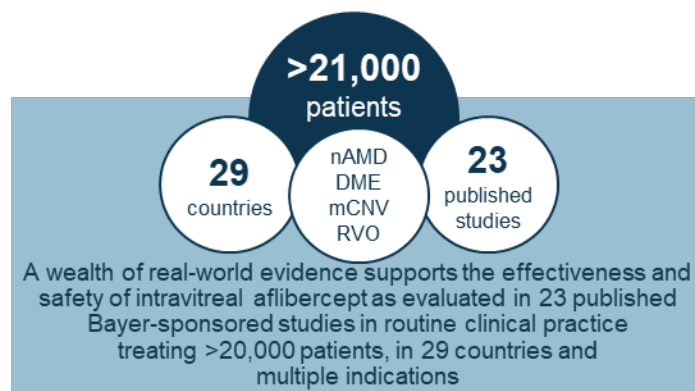 >21,000
patients
29
countries
nAMD
DME
mCNV
RVO
23
published
studies
A wealth of real-world evidence supports the effectiveness and
safety of intravitreal aflibercept as evaluated in 23 published
Bayer-sponsored studies in routine clinical practice
treating >20,000 patients, in 29 countries and
multiple indications